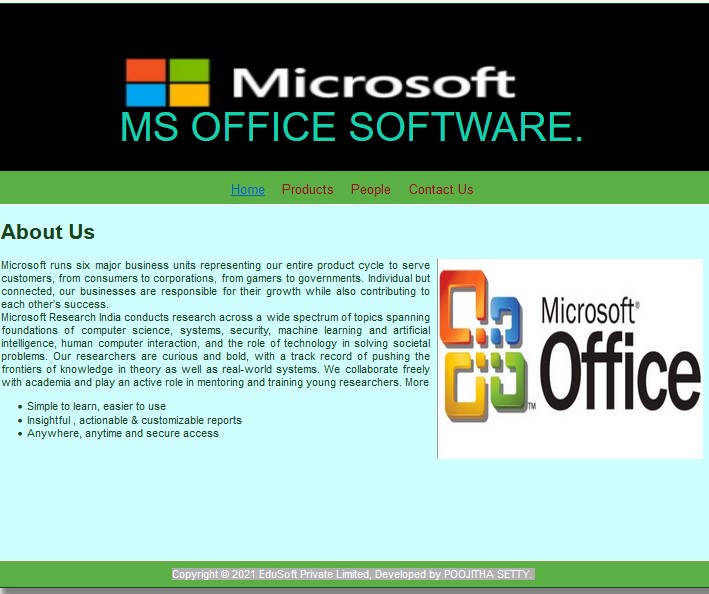 Microsoft
MS OFFICE SOFTWARE.
Home Products People Contact Us
About Us
Microsoft runs six major business units representing our entire product cycle to serve
customers, from consumers to corporations, from gamers to governments. Individual but
connected, our businesses are responsible for their growth while also contributing to
each other's success.
Microsoft Research India conducts research across a wide spectrum of topics spanning
foundations of computer science, systems, security, machine learning and artificial
intelligence, human computer interaction, and the role of technology in solving societal
problems. Our researchers are curious and bold, with a track record of pushing the
frontiers of knowledge in theory as well as real-world systems. We collaborate freely
with academia and play an active role in mentoring and training young researchers. More
• Simple to learn, easier to use
• Insightful , actionable & customizable reports
• Anywhere, anytime and secure access
Microsoft®
Office
TM
Copyright © 2021 EduSoft Private Limited, Developed by POOJITHA SETTY.